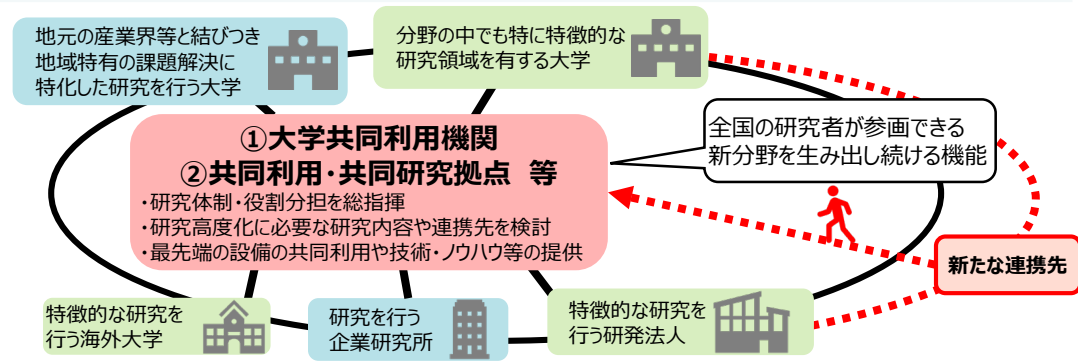 地元の産業界等と結びつき
地域特有の課題解決に
特化した研究を行う大学
分野の中でも特に特徴的な
研究領域を有する大学
①大学共同利用機関
②共同利用・共同研究拠点 等
・研究体制・役割分担を総指揮
・研究高度化に必要な研究内容や連携先を検討
・最先端の設備の共同利用や技術・ノウハウ等の提供
全国の研究者が参画できる
新分野を生み出し続ける機能
新たな連携先
特徴的な研究を
行う海外大学
研究を行う
企業研究所
特徴的な研究を
行う研発法人